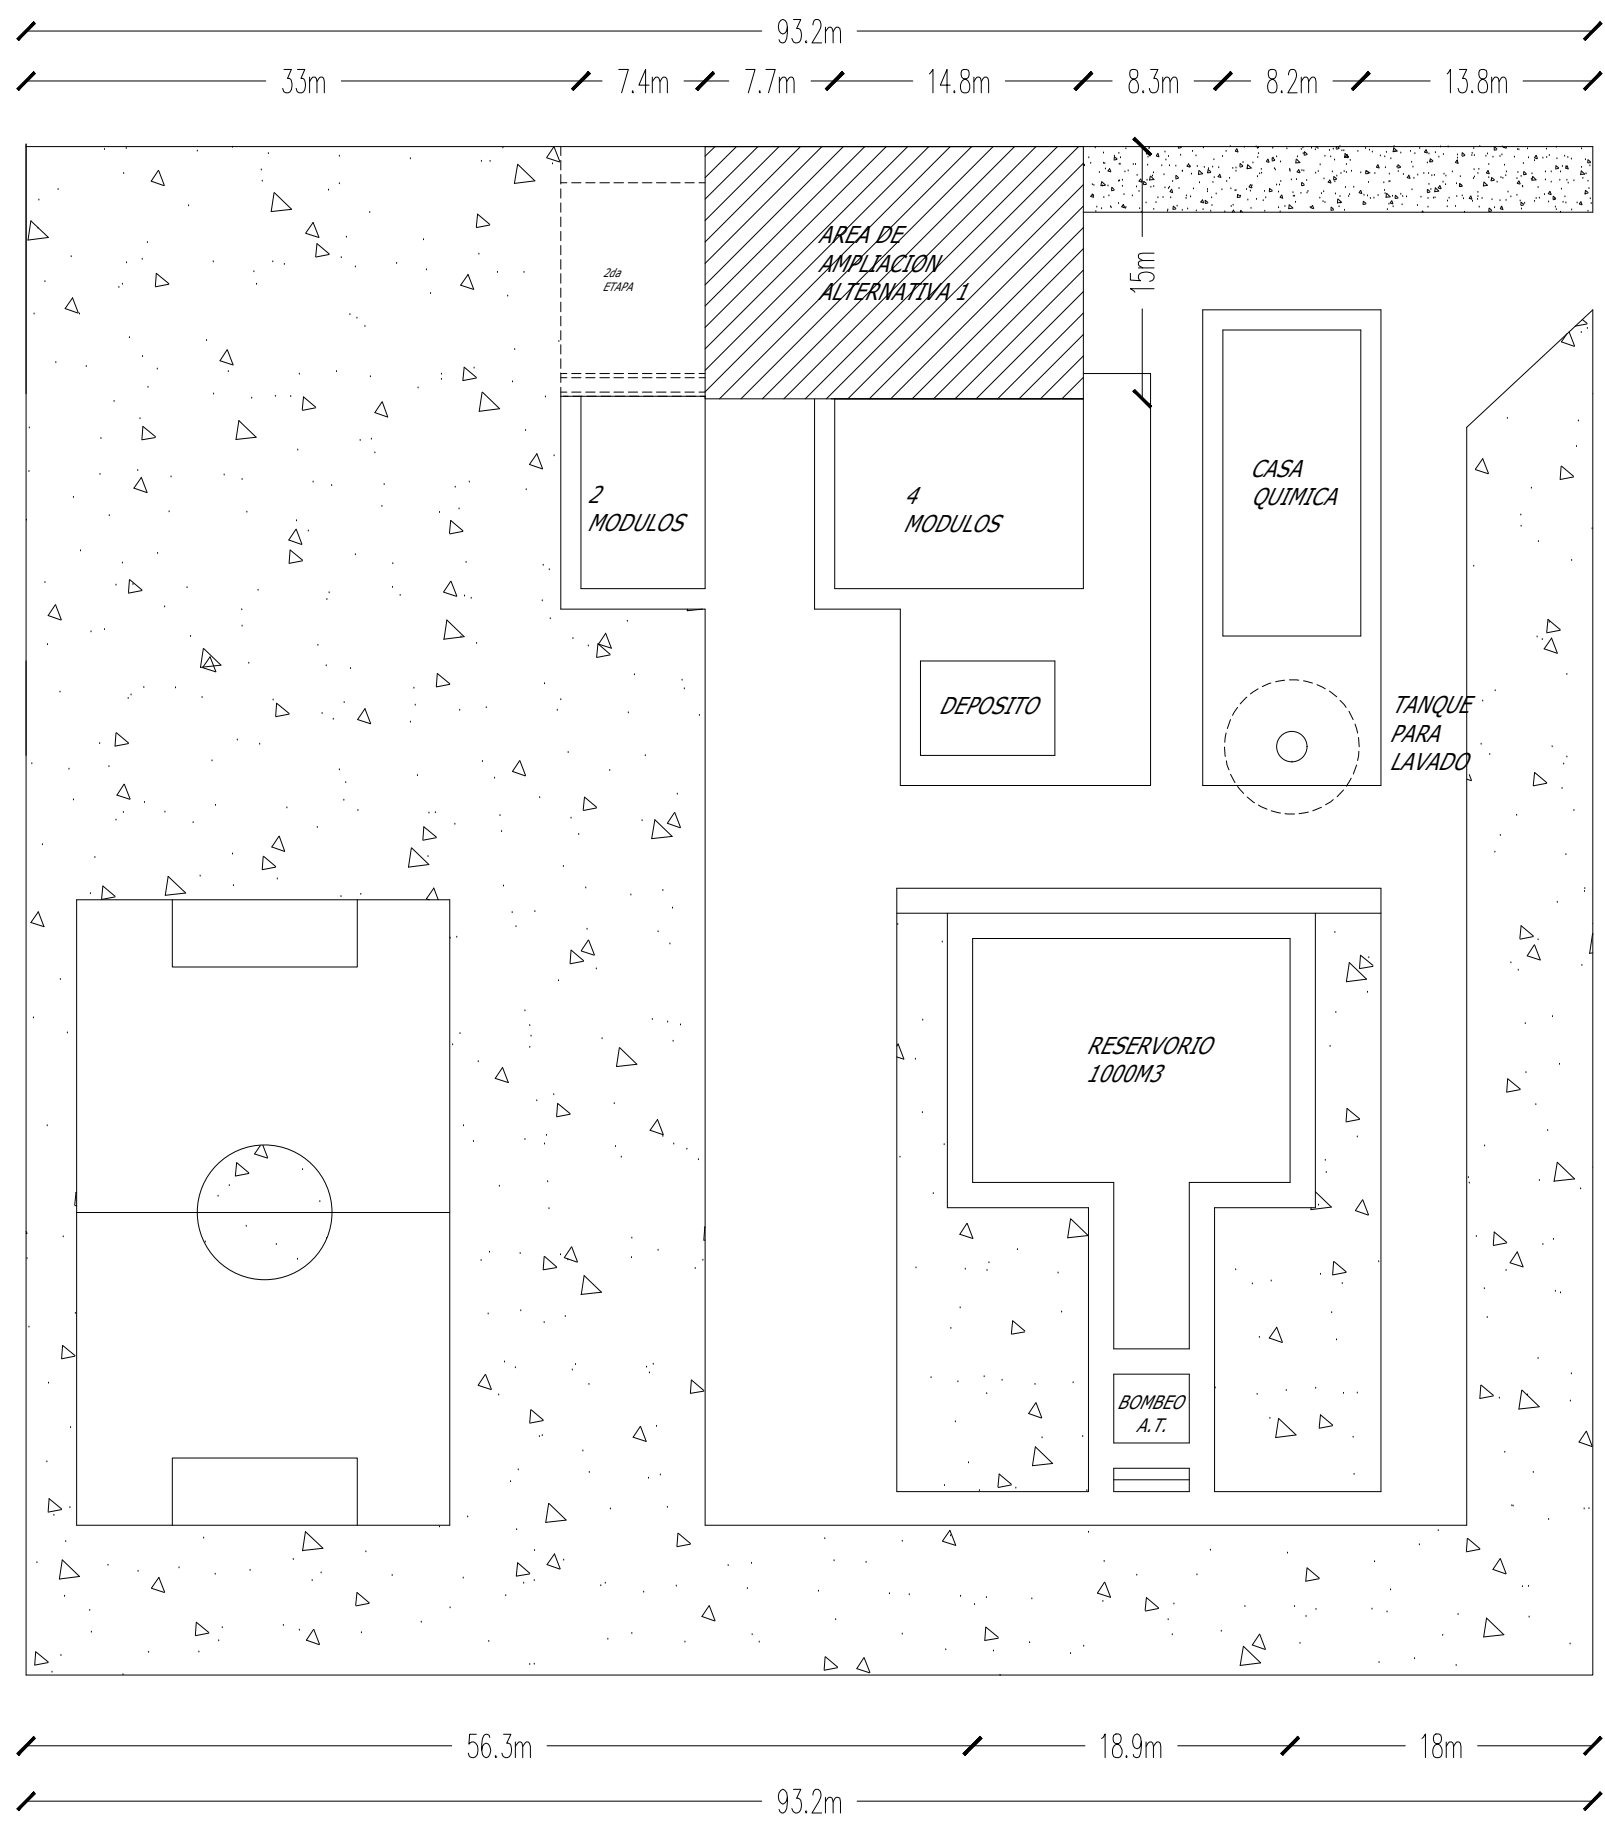 93.2m
33m
7.4m
7.7m
14.8m
8.3m
8.2m
13.8m
AREA DE
AMPLIACION
ALTERNATIVA 1
2da
ETAPA
15m
2
MODULOS
4
MODULOS
CASA
QUIMICA
DEPOSITO
TANQUE
PARA
LAVADO
RESERVORIO
1000M3
BOMBEO
A.T.
56.3m
18.9m
18m
93.2m